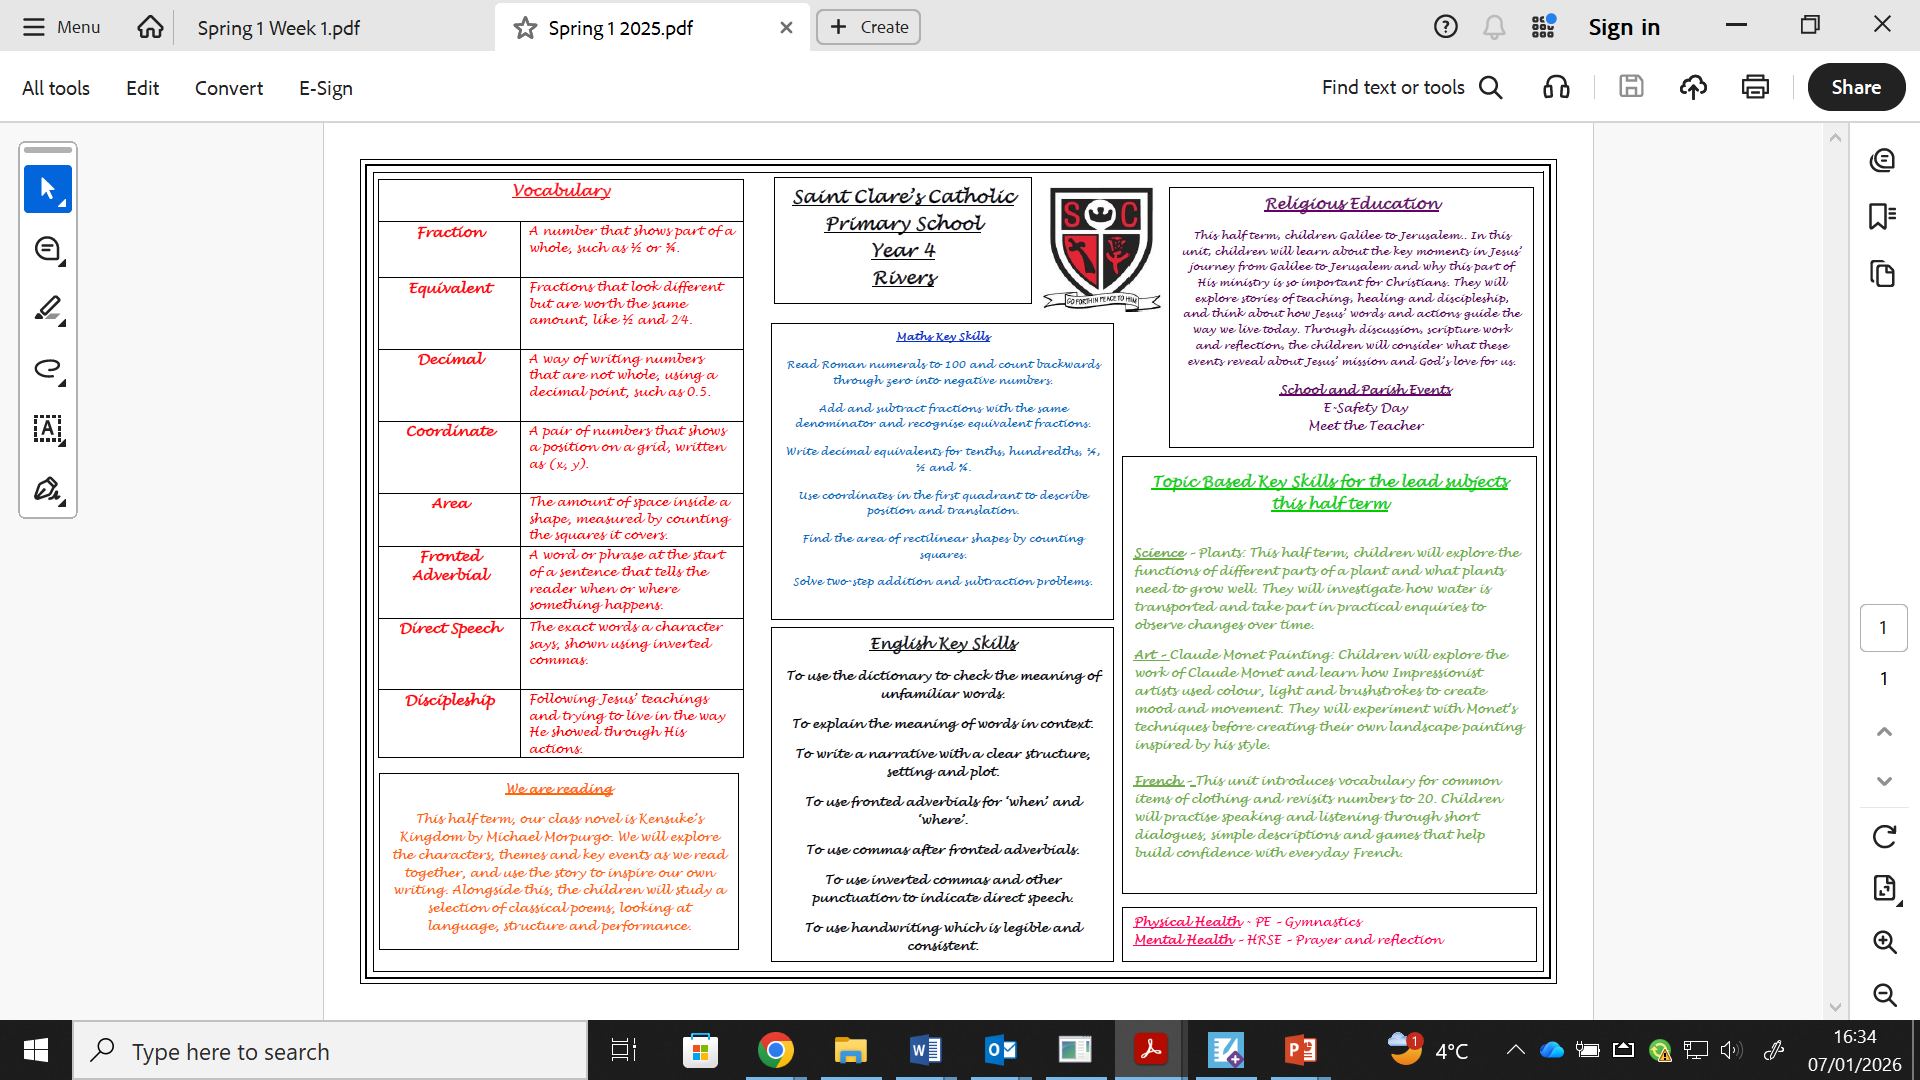 Menu
Spring 1 Week 1.pdf
Spring 1 2025.pdf
Create
Sign in
All tools
Edit
Convert
E-Sign
Find text or tools
Share
Vocabulary
Fraction
A number that shows part of a
whole, such as ½ or ¾.
Equivalent
Fractions that look different
but are worth the same
amount, like ½ and 2⁄4.
Decimal
A way of writing numbers
that are not whole, using a
decimal point, such as 0.5.
Coordinate
A pair of numbers that shows
a position on a grid, written
as (x, y).
Area
The amount of space inside a
shape, measured by counting
the squares it covers.
Fronted
Adverbial
A word or phrase at the start
of a sentence that tells the
reader when or where
something happens.
Direct Speech
The exact words a character
says, shown using inverted
commas.
Discipleship
Following Jesus' teachings
and trying to live in the way
He showed through His
actions.
We are reading
This half term, our class novel is Kensuke's
Kingdom by Michael Morpurgo. We will explore
the characters, themes and key events as we read
together, and use the story to inspire our own
writing. Alongside this, the children will study a
selection of classical poems, looking at
language, structure and performance.
Saint Clare's Catholic
Primary School
Year 4
Rivers
S C
GO FORTH IN PEACE TO HIM
Maths Key Skills
Read Roman numerals to 100 and count backwards
through zero into negative numbers.
Add and subtract fractions with the same
denominator and recognise equivalent fractions.
Write decimal equivalents for tenths, hundredths, ¼,
½ and ¾.
Use coordinates in the first quadrant to describe
position and translation.
Find the area of rectilinear shapes by counting
squares.
Solve two-step addition and subtraction problems.
English Key Skills
To use the dictionary to check the meaning of
unfamiliar words.
To explain the meaning of words in context.
To write a narrative with a clear structure,
setting and plot.
To use fronted adverbials for 'when' and
'where'.
To use commas after fronted adverbials.
To use inverted commas and other
punctuation to indicate direct speech.
To use handwriting which is legible and
consistent.
Religious Education
This half term, children Galilee to Jerusalem.. In this
unit, children will learn about the key moments in Jesus'
journey from Galilee to Jerusalem and why this part of
His ministry is so important for Christians. They will
explore stories of teaching, healing and discipleship,
and think about how Jesus' words and actions guide the
way we live today. Through discussion, scripture work
and reflection, the children will consider what these
events reveal about Jesus' mission and God's love for us.
School and Parish Events
E-Safety Day
Meet the Teacher
Topic Based Key Skills for the lead subjects
this half term
Science - Plants: This half term, children will explore the
functions of different parts of a plant and what plants
need to grow well. They will investigate how water is
transported and take part in practical enquiries to
observe changes over time.
Art - Claude Monet Painting: Children will explore the
work of Claude Monet and learn how Impressionist
artists used colour, light and brushstrokes to create
mood and movement. They will experiment with Monet's
techniques before creating their own landscape painting
inspired by his style.
French - This unit introduces vocabulary for common
items of clothing and revisits numbers to 20. Children
will practise speaking and listening through short
dialogues, simple descriptions and games that help
build confidence with everyday French.
Physical Health - PE - Gymnastics
Mental Health - HRSE - Prayer and reflection
1
1
Type here to search
1
4°C
16:34
07/01/2026